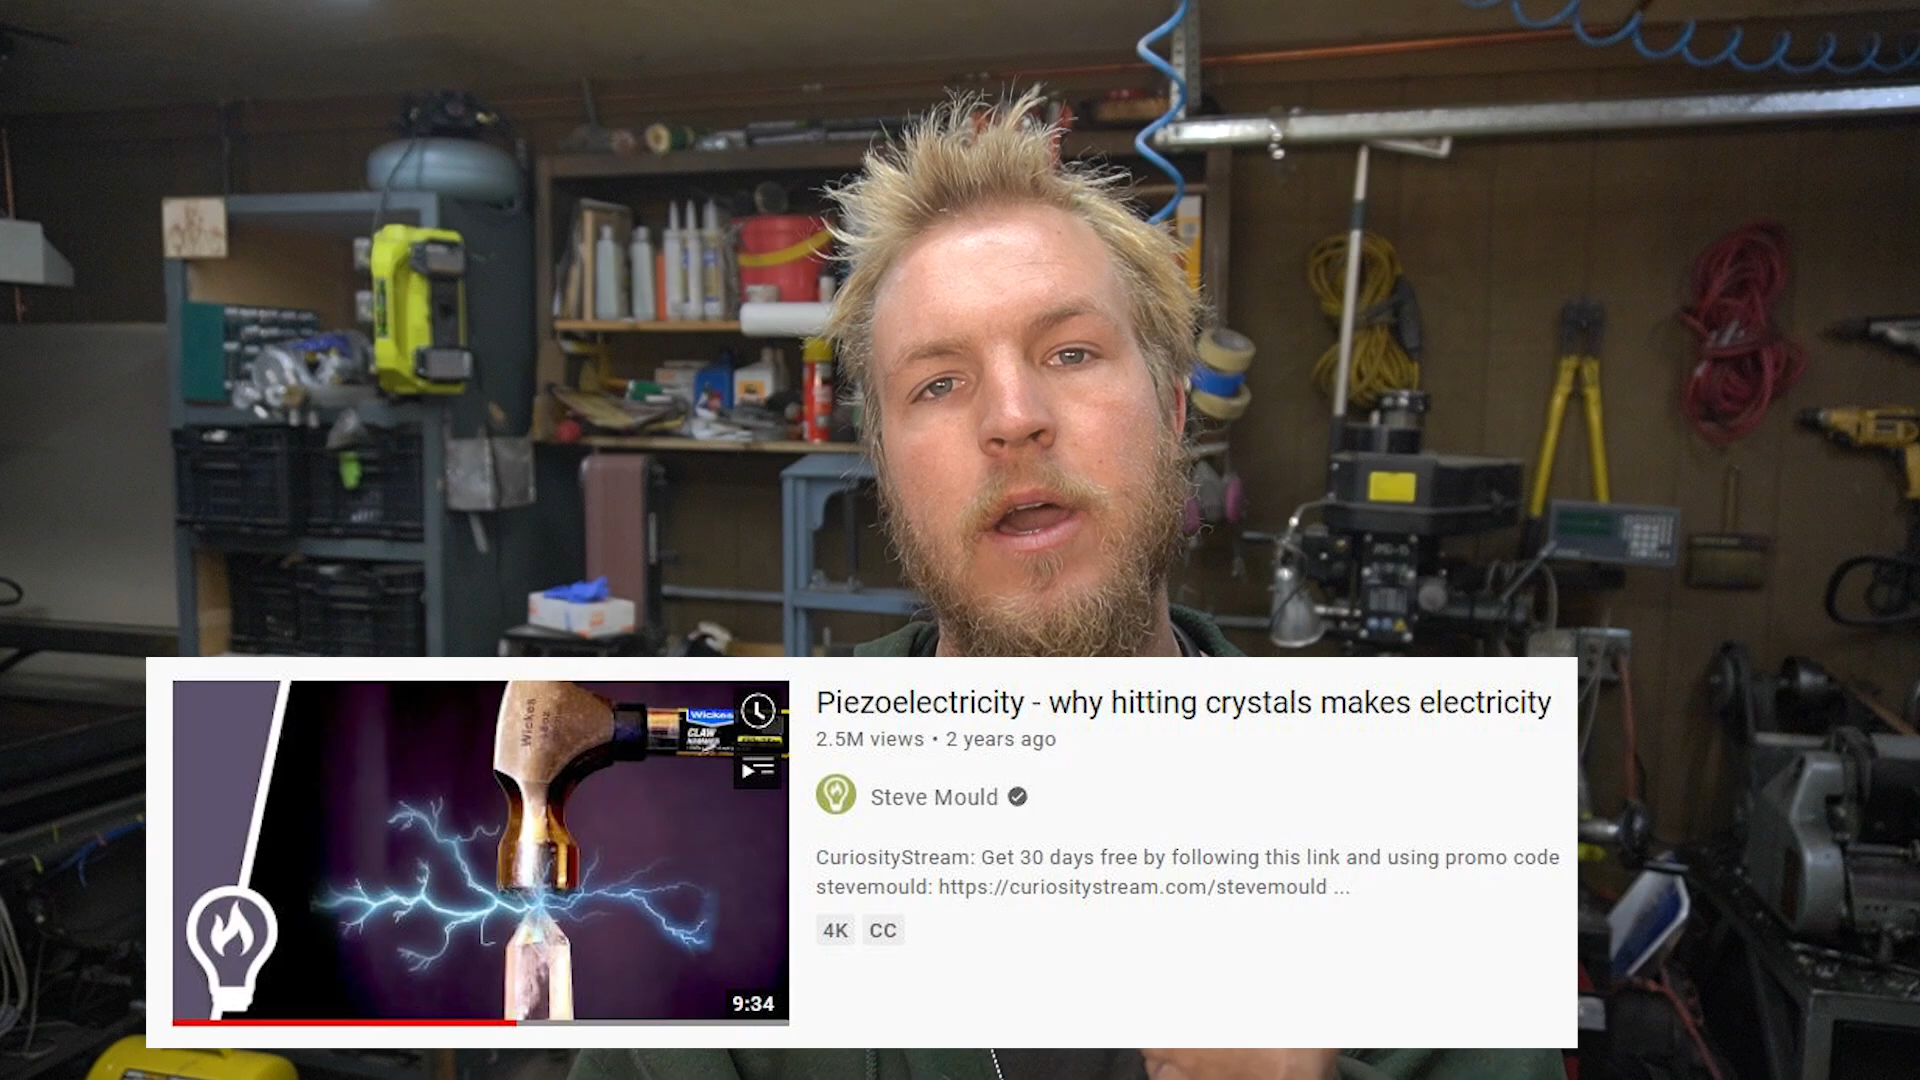 Piezoelectricity - why hitting crystals makes electricity
2.5M views • 2 years ago
Steve Mould
CuriosityStream: Get 30 days free by following this link and using promo code
stevemould: https://curiositystream.com/stevemould ...
4K CC
Wickes
Wickes
CLAW
9:34